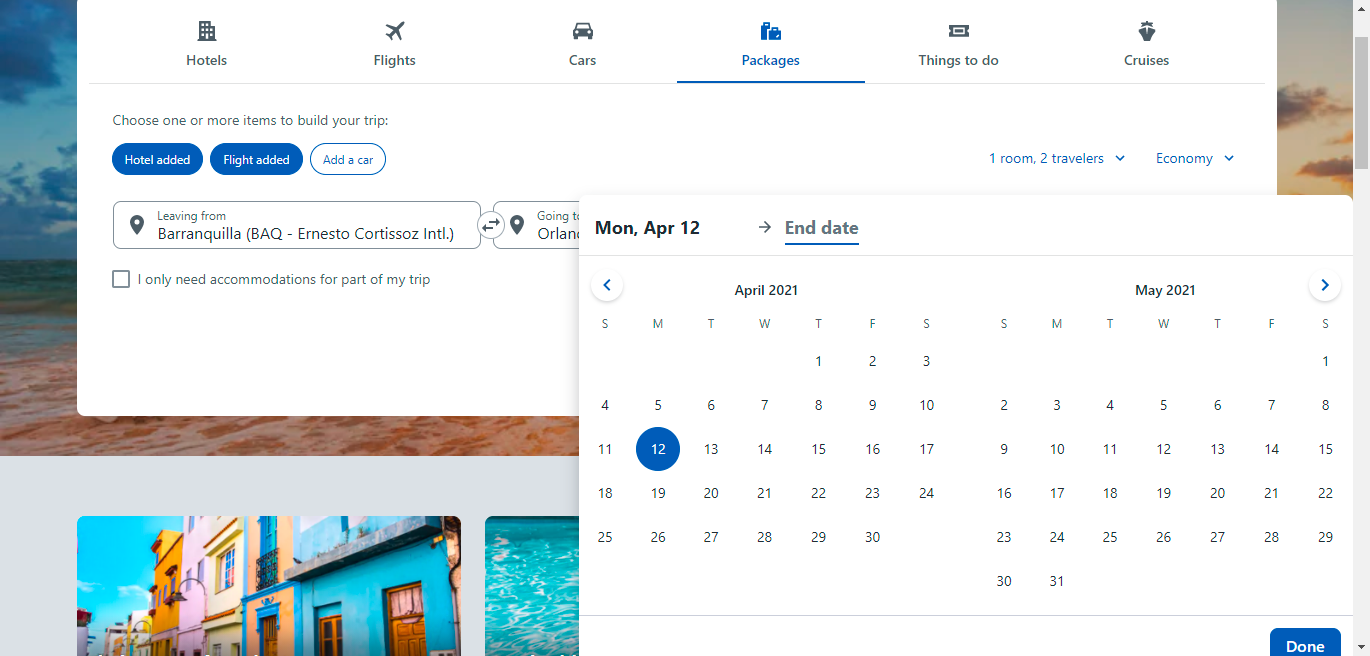 Hotels
Flights
Cars
Packages
Things to do
Cruises
Choose one or more items to build your trip:
Hotel added
Flight added
Add a car
1 room, 2 travelers
Economy
Leaving from
Barranquilla (BAQ - Ernesto Cortissoz Intl.)
Going to
I only need accommodations for part of my trip
Mon, Apr 12
End date
April 2021
S M T W T F S
1 2 3
4 5 6 7 8 9 10
11 12 13 14 15 16 17
18 19 20 21 22 23 24
25 26 27 28 29 30
May 2021
S M T W T F S
1
2 3 4 5 6 7 8
9 10 11 12 13 14 15
16 17 18 19 20 21 22
23 24 25 26 27 28 29
30 31
Done